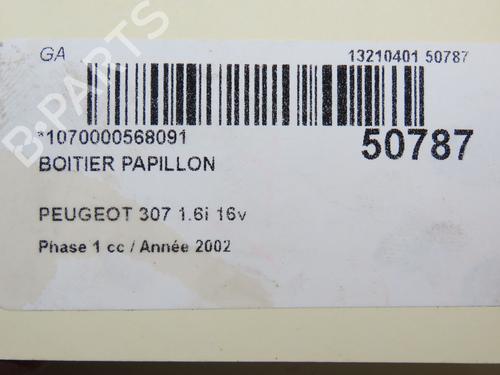 GA 13210401 50787
*1070000568091 50787
BOITIER PAPILLON
PEUGEOT 307 1.6i 16v
Phase 1 cc / Année 2002
B-PARTS